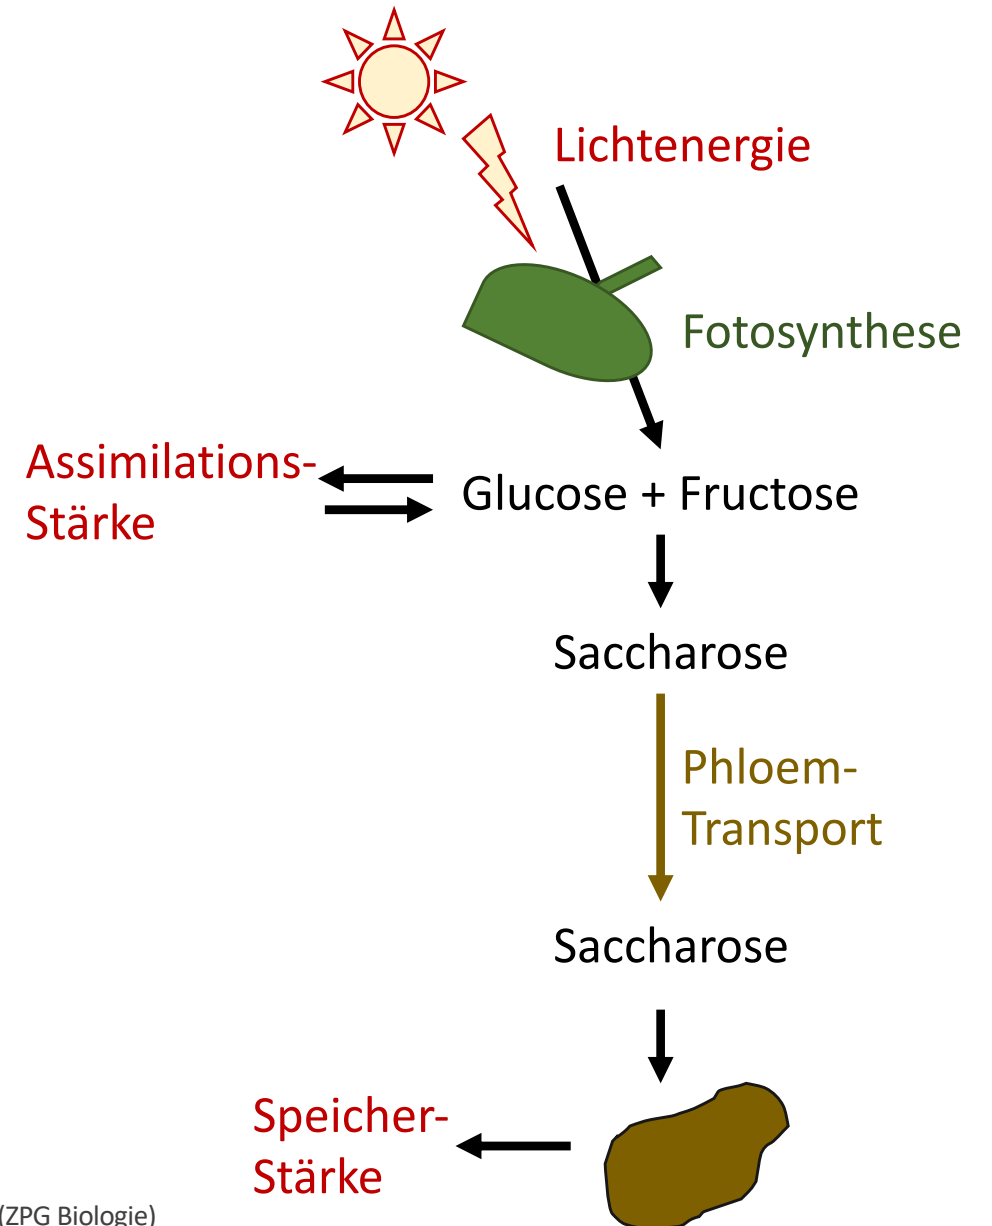 Lichtenergie
Fotosynthese
Assimilations-
Stärke
Glucose + Fructose
Saccharose
Phloem-
Transport
Saccharose
Speicher-
Stärke
(ZPG Biologie)